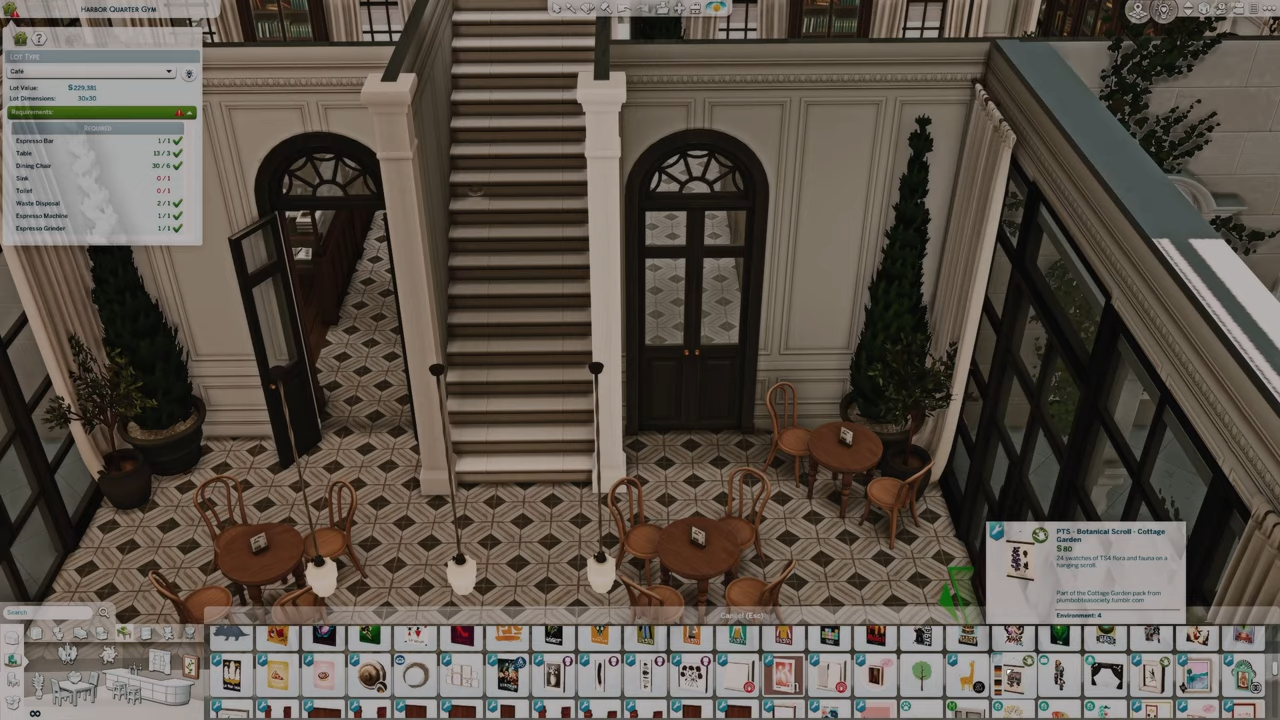 HARBOR QUARTER GYM
?
LOT TYPE
Café
Lot Value: $229,381
Lot Dimensions: 30x30
Requirements:
REQUIRED
Espresso Bar 1/1
Table 13/3
Dining Chair 30/6
Sink 0/1
Toilet 0/1
Waste Disposal 2/1
Espresso Machine 1/1
Espresso Grinder 1/1
PTS - Botanical Scroll - Cottage
Garden
$80
24 swatches of TS4 flora and fauna on a
hanging scroll.
Part of the Cottage Garden pack from
plumbobteasociety.tumblr.com
Environment: 4
Search
Cancel (Esc)